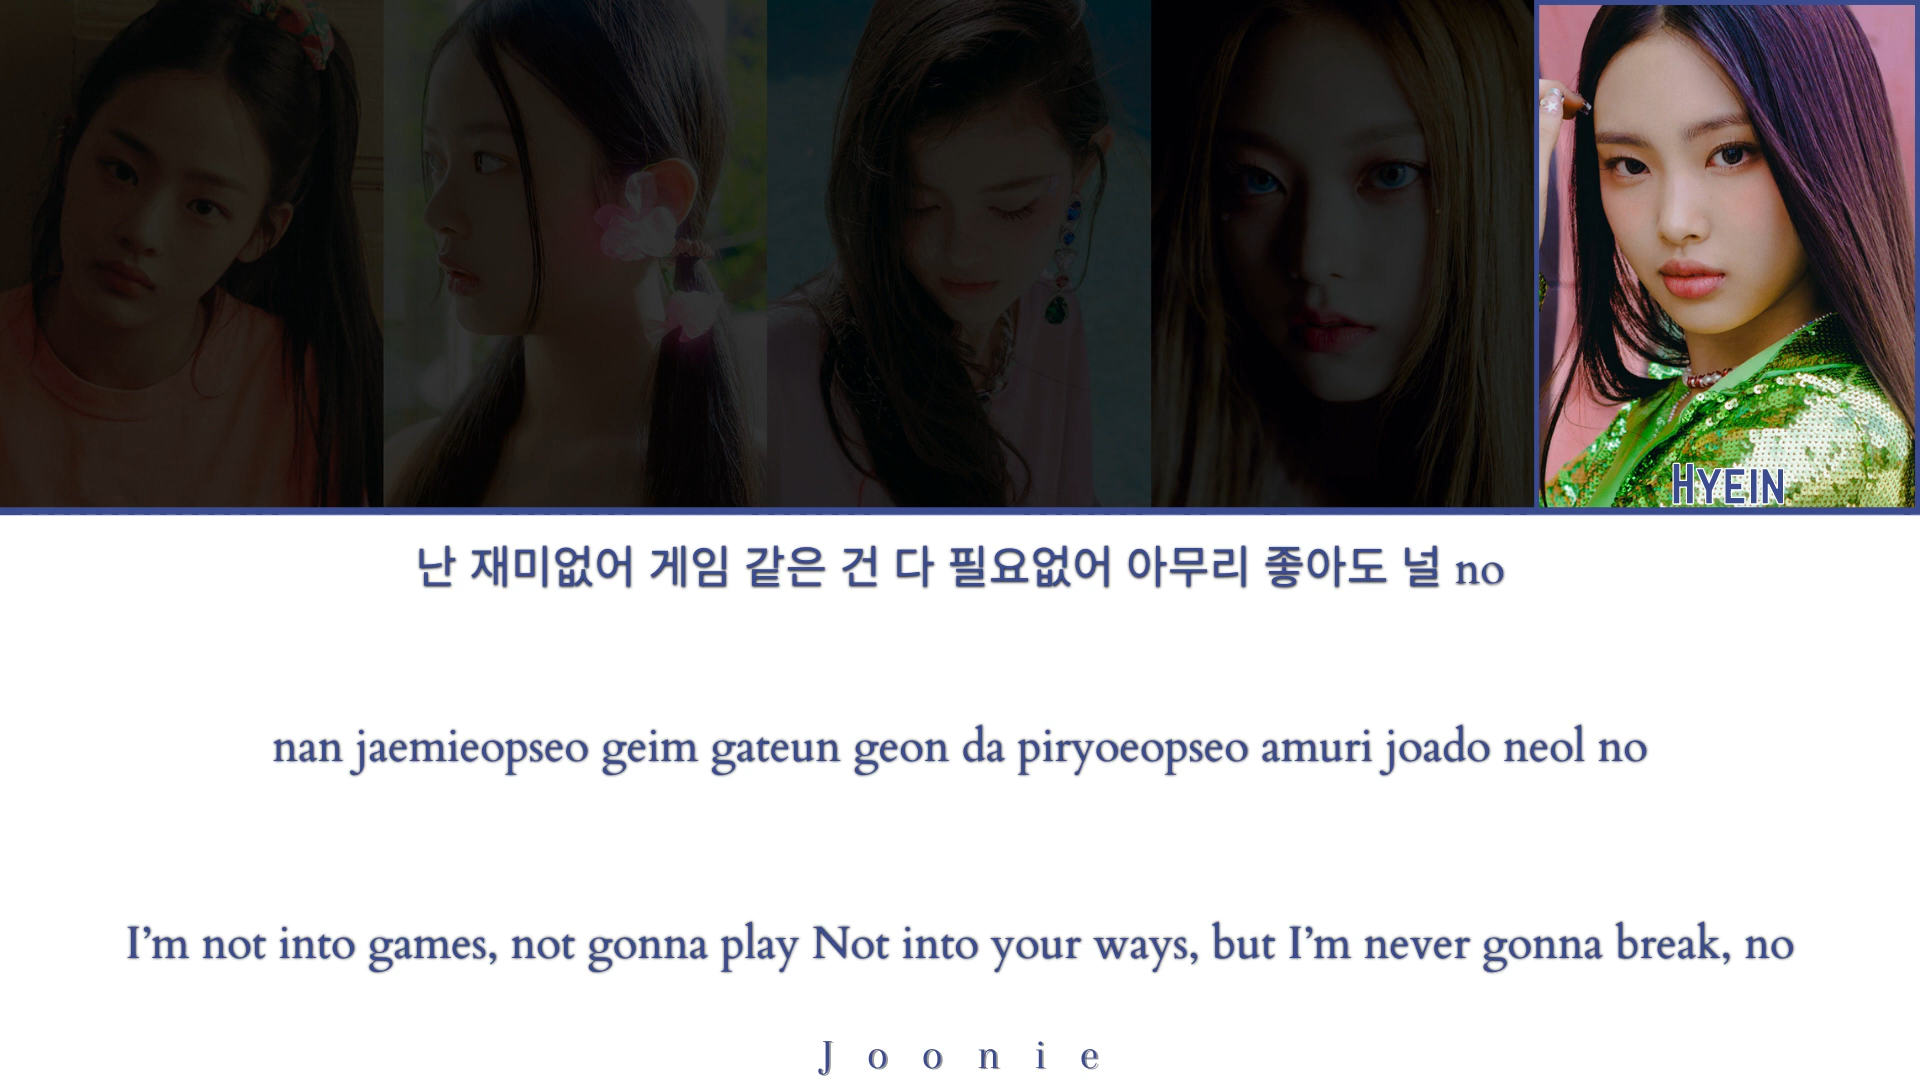 HYEIN
난 재미없어 게임 같은 건 다 필요없어 아무리 좋아도 널 no
nan jaemieopseo geim gateun geon da piryoeopseo amuri joado neol no
I’m not into games, not gonna play Not into your ways, but I’m never gonna break, no
Joonie